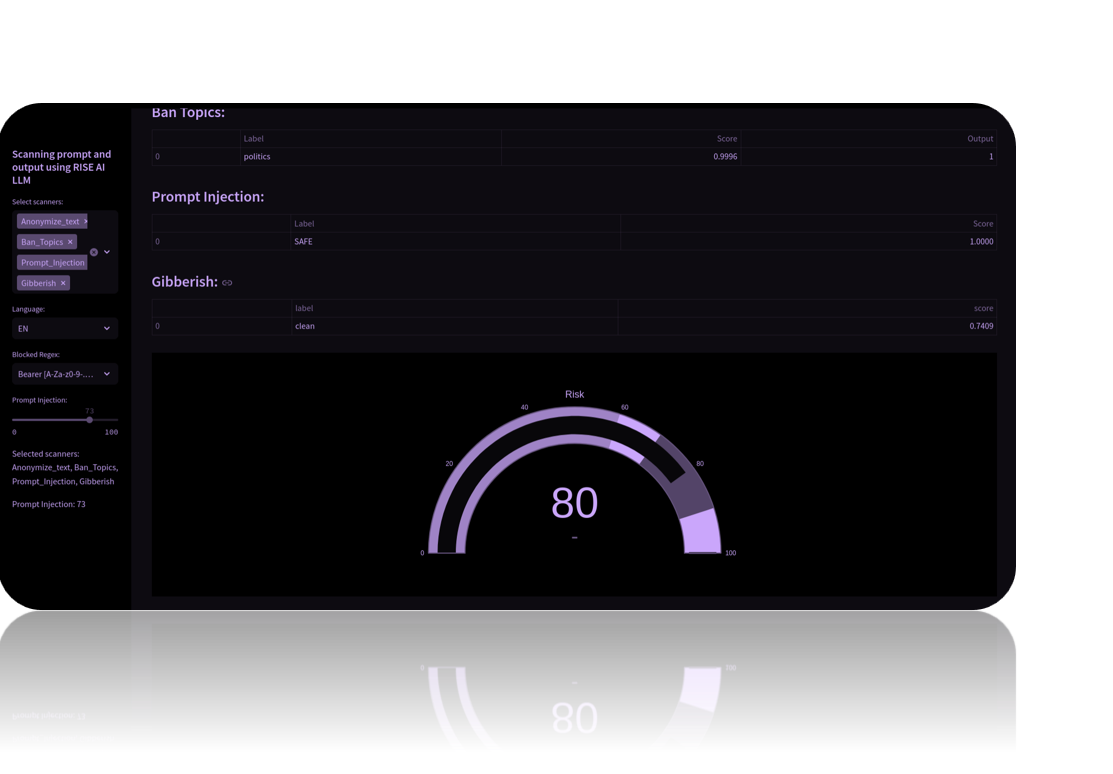 Scanning prompt and
output using RISE AI
LLM
Select scanners:
Anonymize_text ×
Ban_Topics ×
Prompt_Injection
Gibberish ×
Language:
EN
Blocked Regex:
Bearer [A-Za-z0-9-....
Prompt Injection:
73
0 100
Selected scanners:
Anonymize_text, Ban_Topics,
Prompt_Injection, Gibberish
Prompt Injection: 73
Ban Topics:
Label Score Output
0 politics 0.9996 1
Prompt Injection:
Label Score
0 SAFE 1.0000
Gibberish:
label score
0 clean 0.7409
Risk
40 60
20 80
80
–
0 100
0 100
–
80